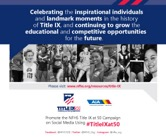 Celebrating the inspirational individuals
and landmark moments in the history
of Title IX, and continuing to grow the
educational and competitive opportunities
for the future.
Please visit: www.nfhs.org/resources/title-ix
TITLE IX
Promote the NFHS Title IX at 50 Campaign
on Social Media Using #TitleIXat50